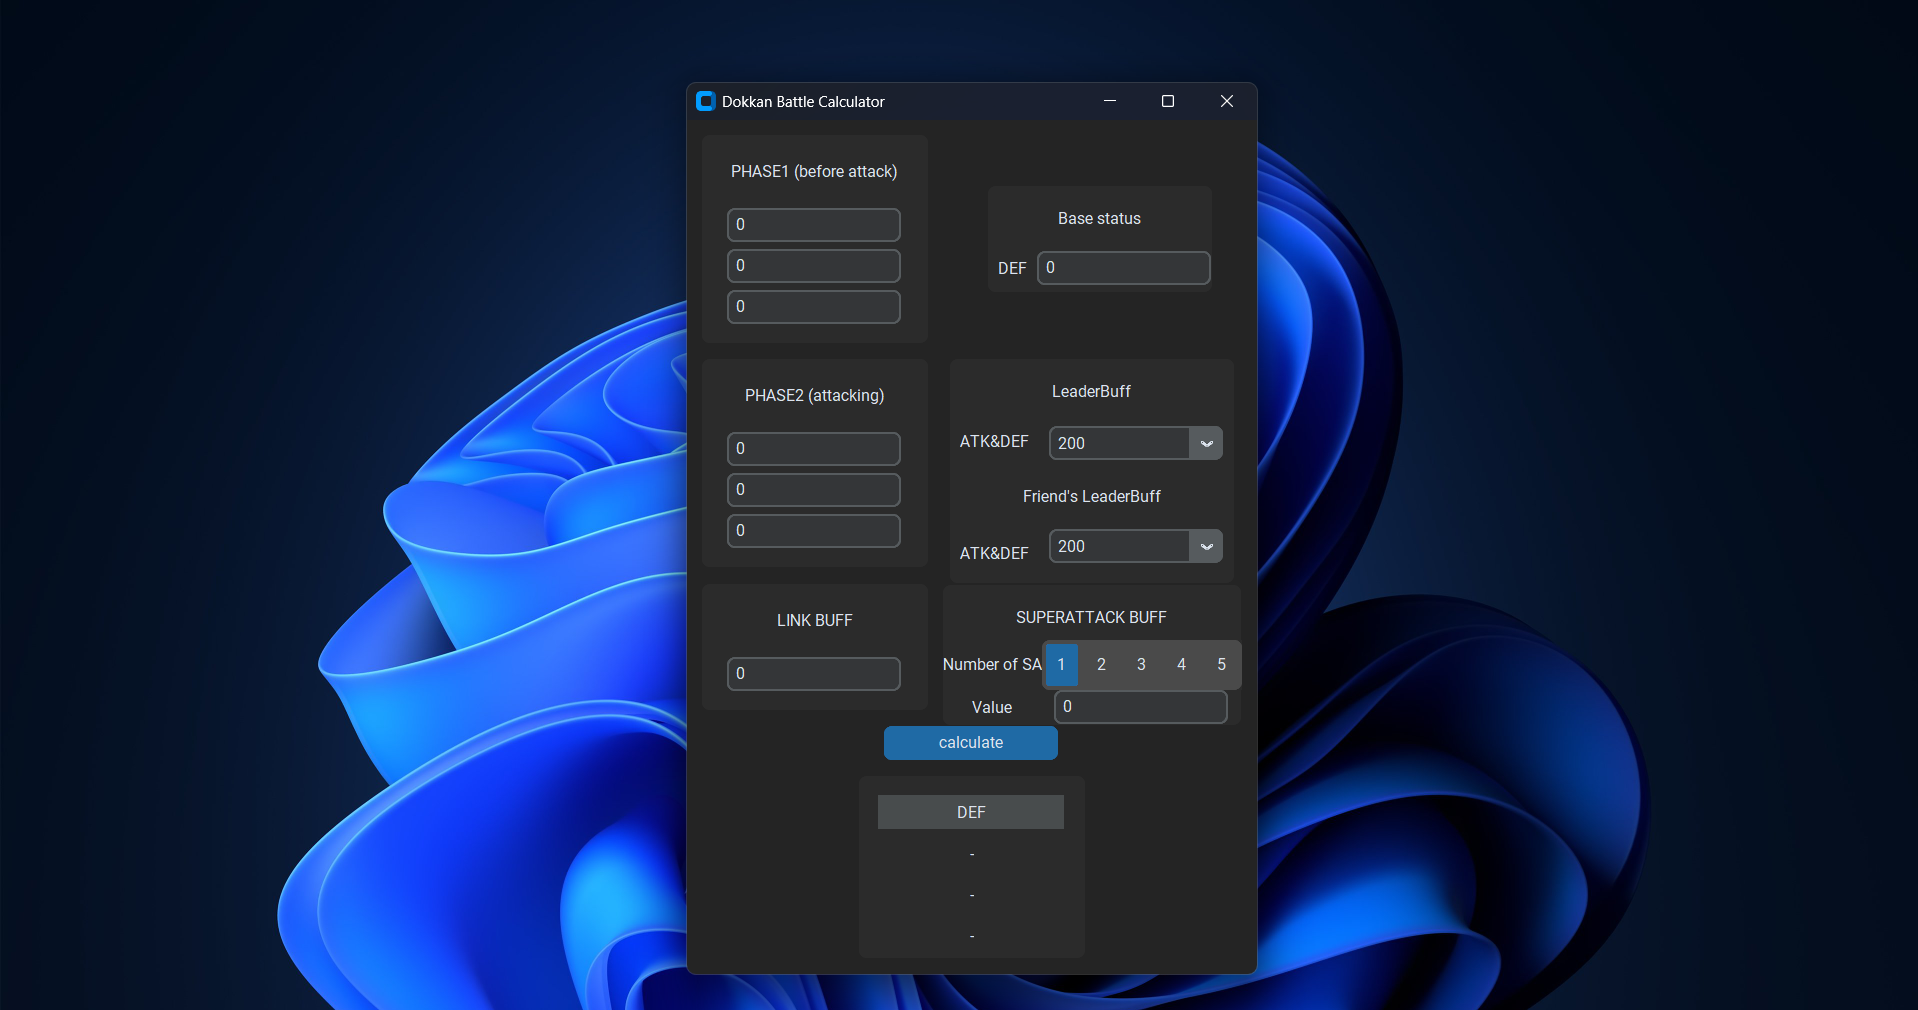 Dokkan Battle Calculator
PHASE1 (before attack)
0
0
0
Base status
DEF 0
PHASE2 (attacking)
0
0
0
LeaderBuff
ATK&DEF 200
Friend's LeaderBuff
ATK&DEF 200
LINK BUFF
0
SUPERATTACK BUFF
Number of SA 1 2 3 4 5
Value 0
calculate
DEF
-
-
-